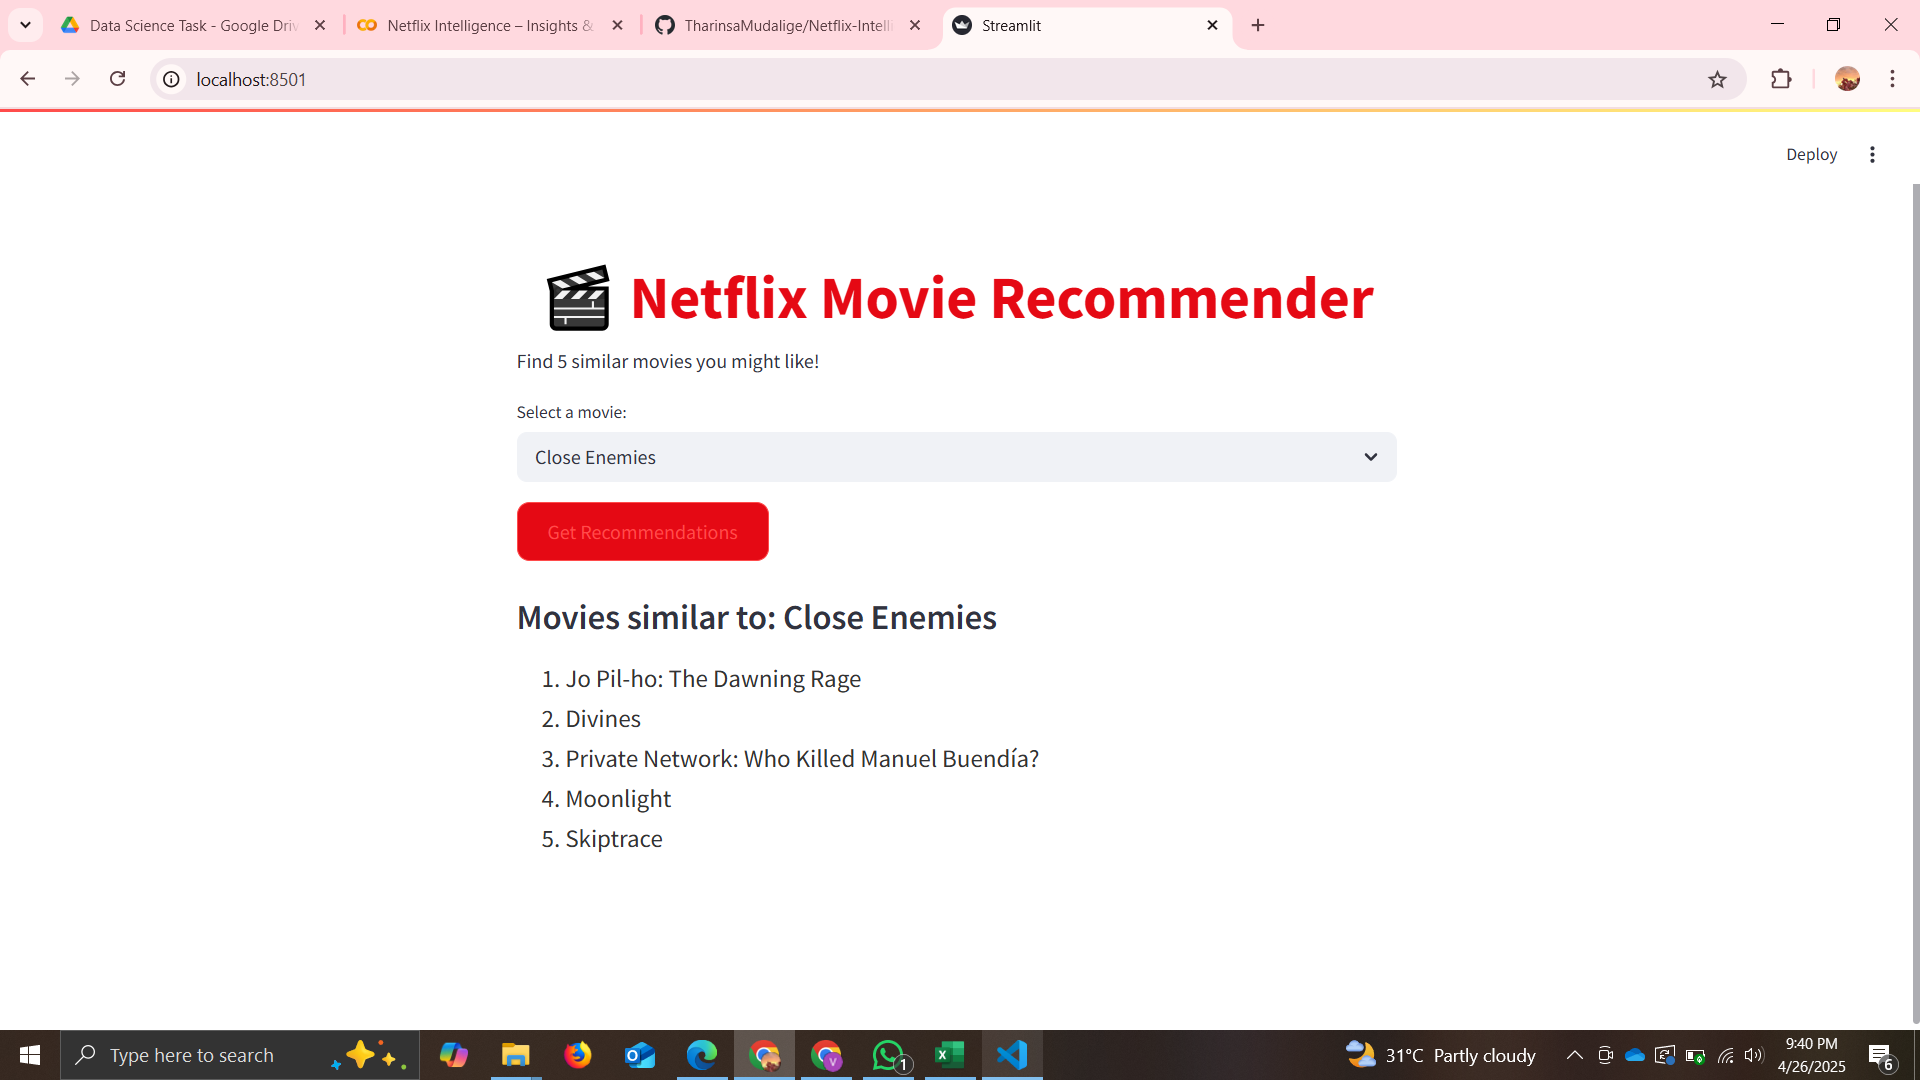 Data Science Task - Google Driv
Netflix Intelligence – Insights &
TharinsaMudalige/Netflix-Intelli
Streamlit
localhost:8501
Deploy
Netflix Movie Recommender
Find 5 similar movies you might like!
Select a movie:
Close Enemies
Get Recommendations
Movies similar to: Close Enemies
1. Jo Pil-ho: The Dawning Rage
2. Divines
3. Private Network: Who Killed Manuel Buendía?
4. Moonlight
5. Skiptrace
Type here to search
V
1
31°C Partly cloudy
9:40 PM
4/26/2025
6